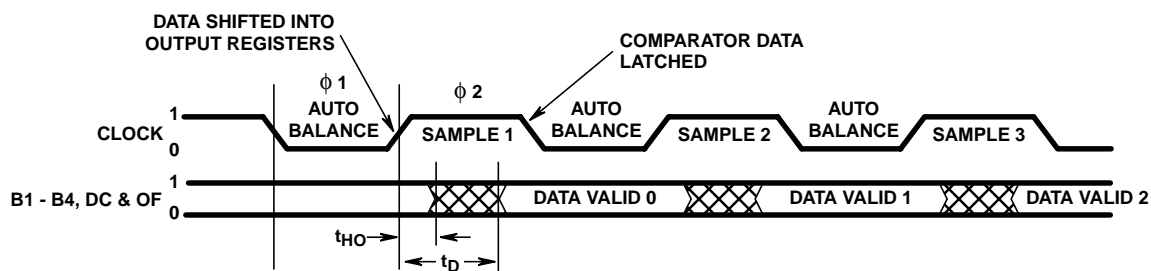 DATA SHIFTED INTO
OUTPUT REGISTERS
COMPARATOR DATA
LATCHED
ϕ 1
ϕ 2
AUTO
BALANCE
SAMPLE 1
AUTO
BALANCE
SAMPLE 2
AUTO
BALANCE
SAMPLE 3
CLOCK
1
0
B1 - B4, DC & OF
1
0
DATA VALID 0
DATA VALID 1
DATA VALID 2
tHO
tD